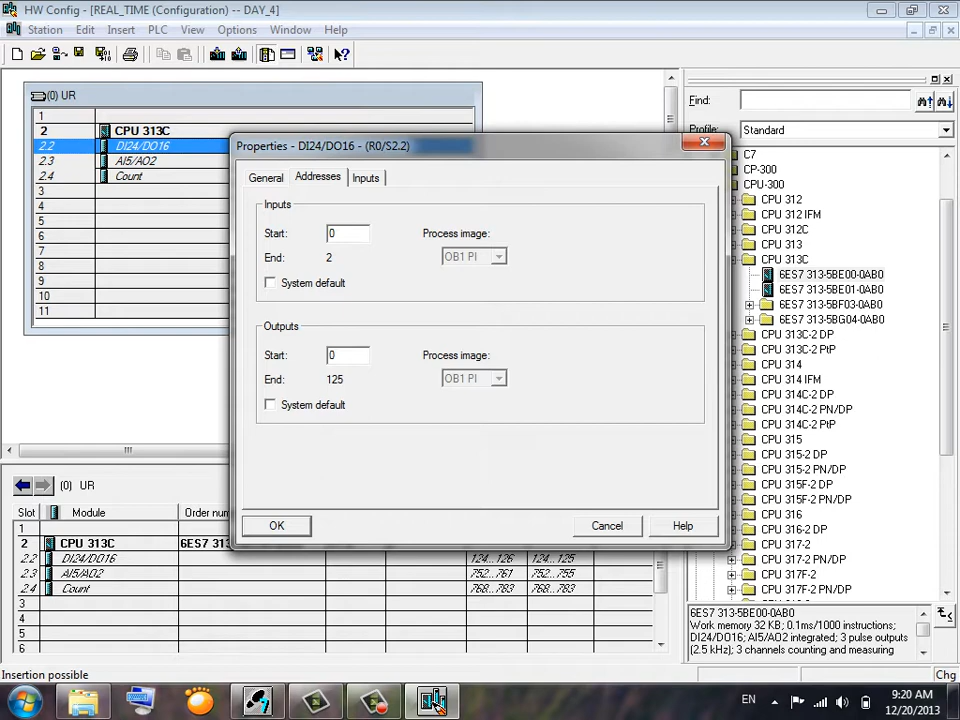 HW Config - [REAL_TIME (Configuration) -- DAY_4]
Station Edit Insert PLC View Options Window Help
(0) UR
1
2 CPU 313C
2.2 DI24/DO16
2.3 AI5/AO2
2.4 Count
3
4
5
6
7
8
9
10
11
Properties - DI24/DO16 - (R0/S2.2)
General Addresses Inputs
Inputs
Start: 0 Process image:
End: 2 OB1 PI
System default
Outputs
Start: 0 Process image:
End: 125 OB1 PI
System default
OK Cancel Help
Find:
Profile: Standard
C7
CP-300
CPU-300
CPU 312
CPU 312 IFM
CPU 312C
CPU 313
CPU 313C
6ES7 313-5BE00-0AB0
6ES7 313-5BE01-0AB0
6ES7 313-5BF03-0AB0
6ES7 313-5BG04-0AB0
CPU 313C-2 DP
CPU 313C-2 PtP
CPU 314
CPU 314 IFM
CPU 314C-2 DP
CPU 314C-2 PN/DP
CPU 314C-2 PtP
CPU 315
CPU 315-2 DP
CPU 315-2 PN/DP
CPU 315F-2 DP
CPU 315F-2 PN/DP
CPU 316
CPU 316-2 DP
CPU 317-2
CPU 317-2 PN/DP
CPU 317F-2
CPU 317F-2 PN/DP
(0) UR
Slot Module Order num
1
2 CPU 313C 6ES7 313
2.2 DI24/DO16 124...126 124...125
2.3 AI5/AO2 752...761 752...755
2.4 Count 768...783 768...783
3
4
5
6
6ES7 313-5BE00-0AB0
Work memory 32 KB; 0.1ms/1000 instructions;
DI24/DO16; AI5/AO2 integrated; 3 pulse outputs
(2.5 kHz); 3 channels counting and measuring
Insertion possible Chg
EN 9:20 AM
12/20/2013